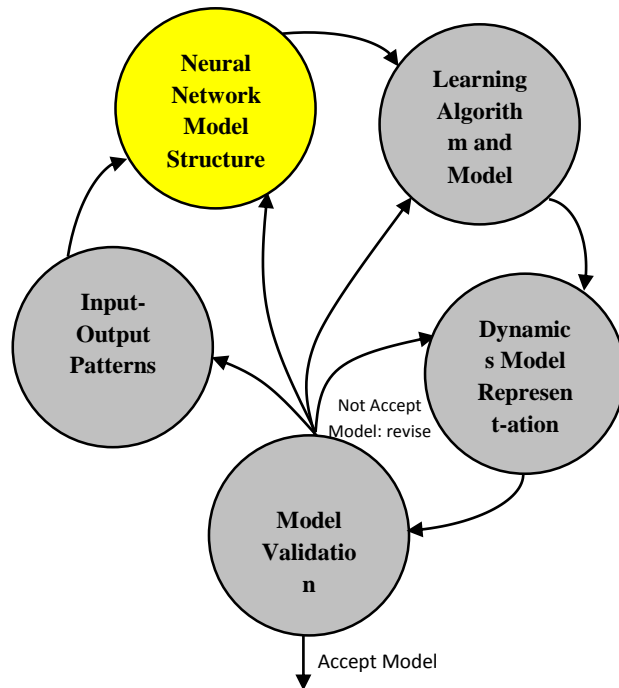 Neural
Network
Model
Structure
Learning
Algorith
m and
Model
Input-
Output
Patterns
Dynamic
s Model
Represen
t-ation
Not Accept
Model: revise
Model
Validatio
n
Accept Model